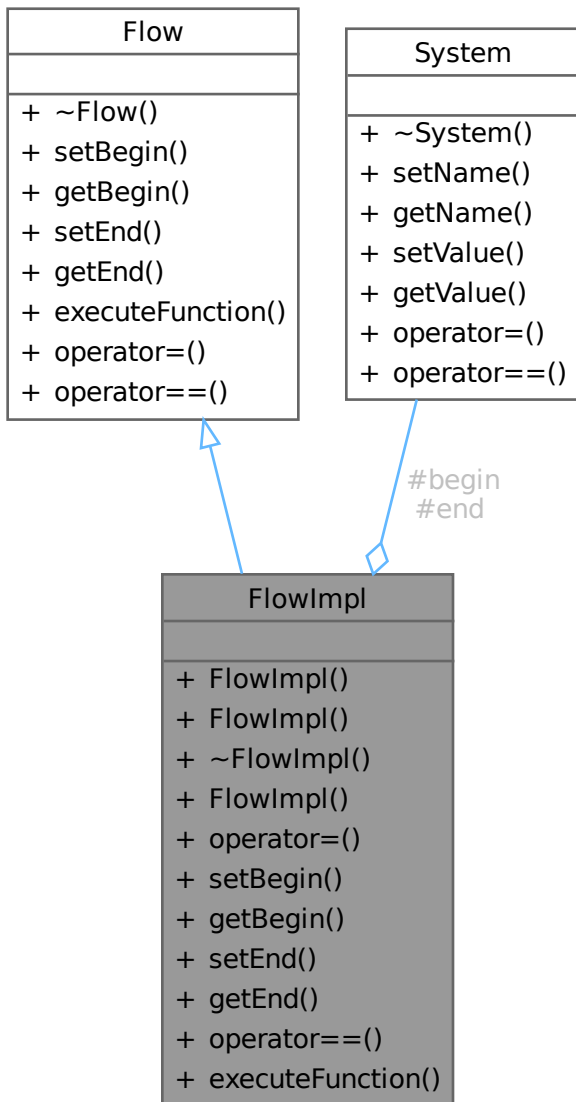 Flow
+ ~Flow()
+ setBegin()
+ getBegin()
+ setEnd()
+ getEnd()
+ executeFunction()
+ operator=()
+ operator==()
System
+ ~System()
+ setName()
+ getName()
+ setValue()
+ getValue()
+ operator=()
+ operator==()
#begin
#end
FlowImpl
+ FlowImpl()
+ FlowImpl()
+ ~FlowImpl()
+ FlowImpl()
+ operator=()
+ setBegin()
+ getBegin()
+ setEnd()
+ getEnd()
+ operator==()
+ executeFunction()